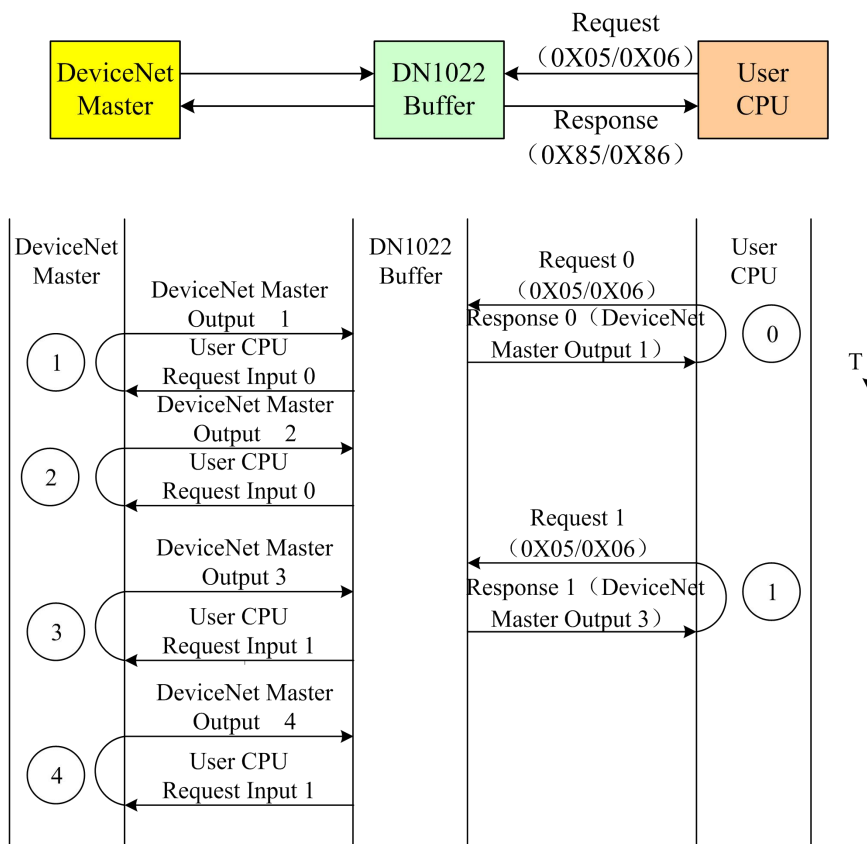 DeviceNet
Master
DN1022
Buffer
Request
（0X05/0X06）
Response
（0X85/0X86）
User
CPU
DeviceNet
Master
DN1022
Buffer
User
CPU
DeviceNet Master
Output 1
User CPU
Request Input 0
1
Request 0
（0X05/0X06）
Response 0（DeviceNet
Master Output 1）
0
T
DeviceNet Master
Output 2
User CPU
Request Input 0
2
Request 1
（0X05/0X06）
Response 1（DeviceNet
Master Output 3）
1
DeviceNet Master
Output 3
User CPU
Request Input 1
3
DeviceNet Master
Output 4
User CPU
Request Input 1
4